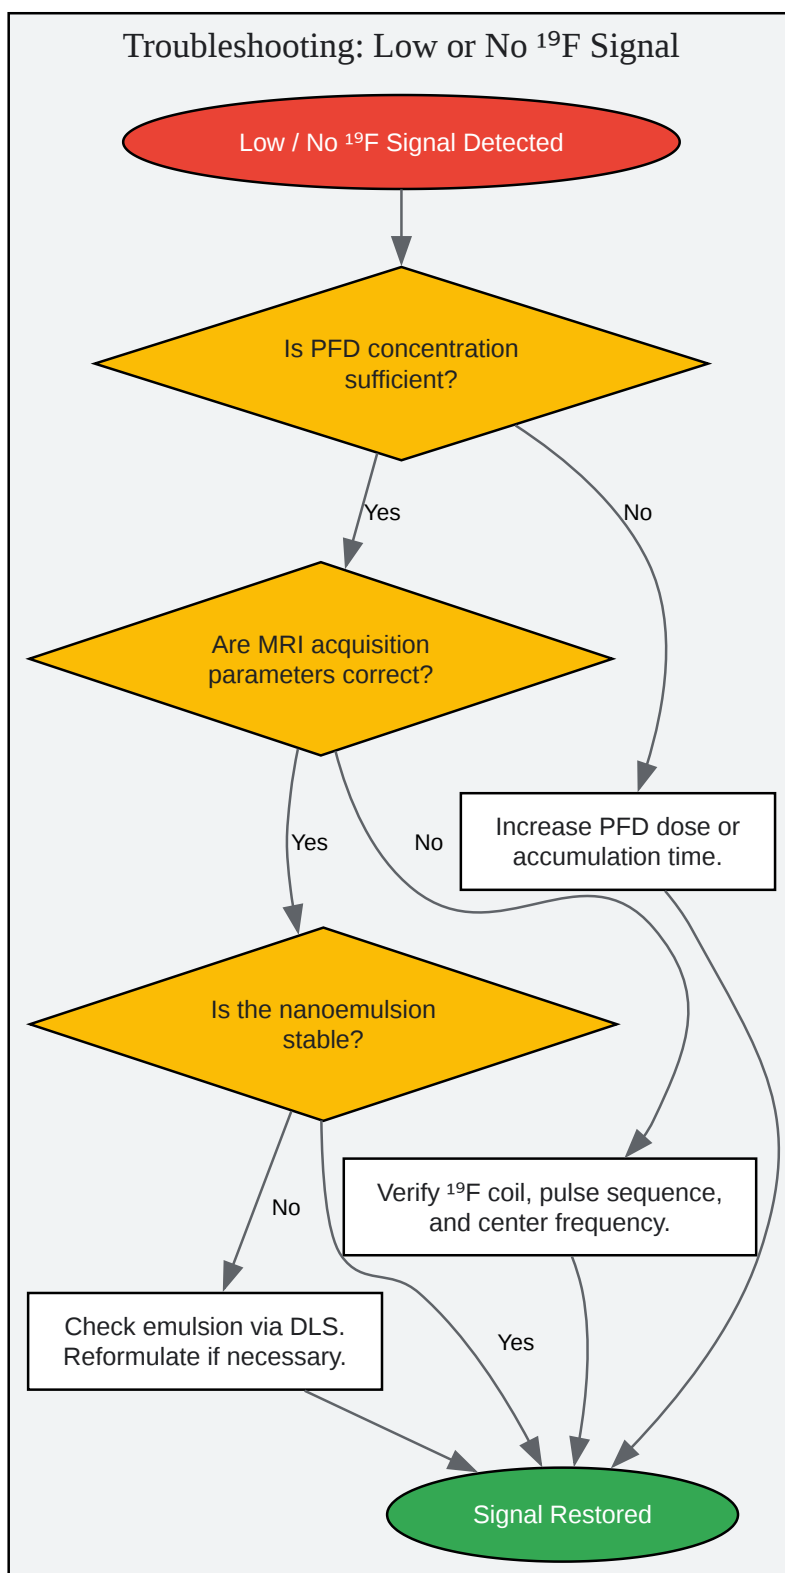 Troubleshooting: Low or No ¹⁹F Signal
Low / No ¹⁹F Signal Detected
Is PFD concentration
sufficient?
Yes
No
Are MRI acquisition
parameters correct?
Increase PFD dose or
accumulation time.
Yes
No
Is the nanoemulsion
stable?
Verify ¹⁹F coil, pulse sequence,
and center frequency.
No
Check emulsion via DLS.
Reformulate if necessary.
Yes
Signal Restored